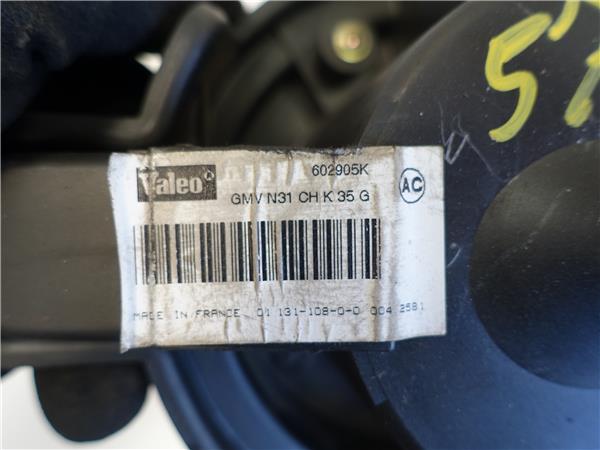 Valeo 602905K
GMV N31 CH K 35 G
AC
MADE IN FRANCE 01 131-108-0-0 004 2581